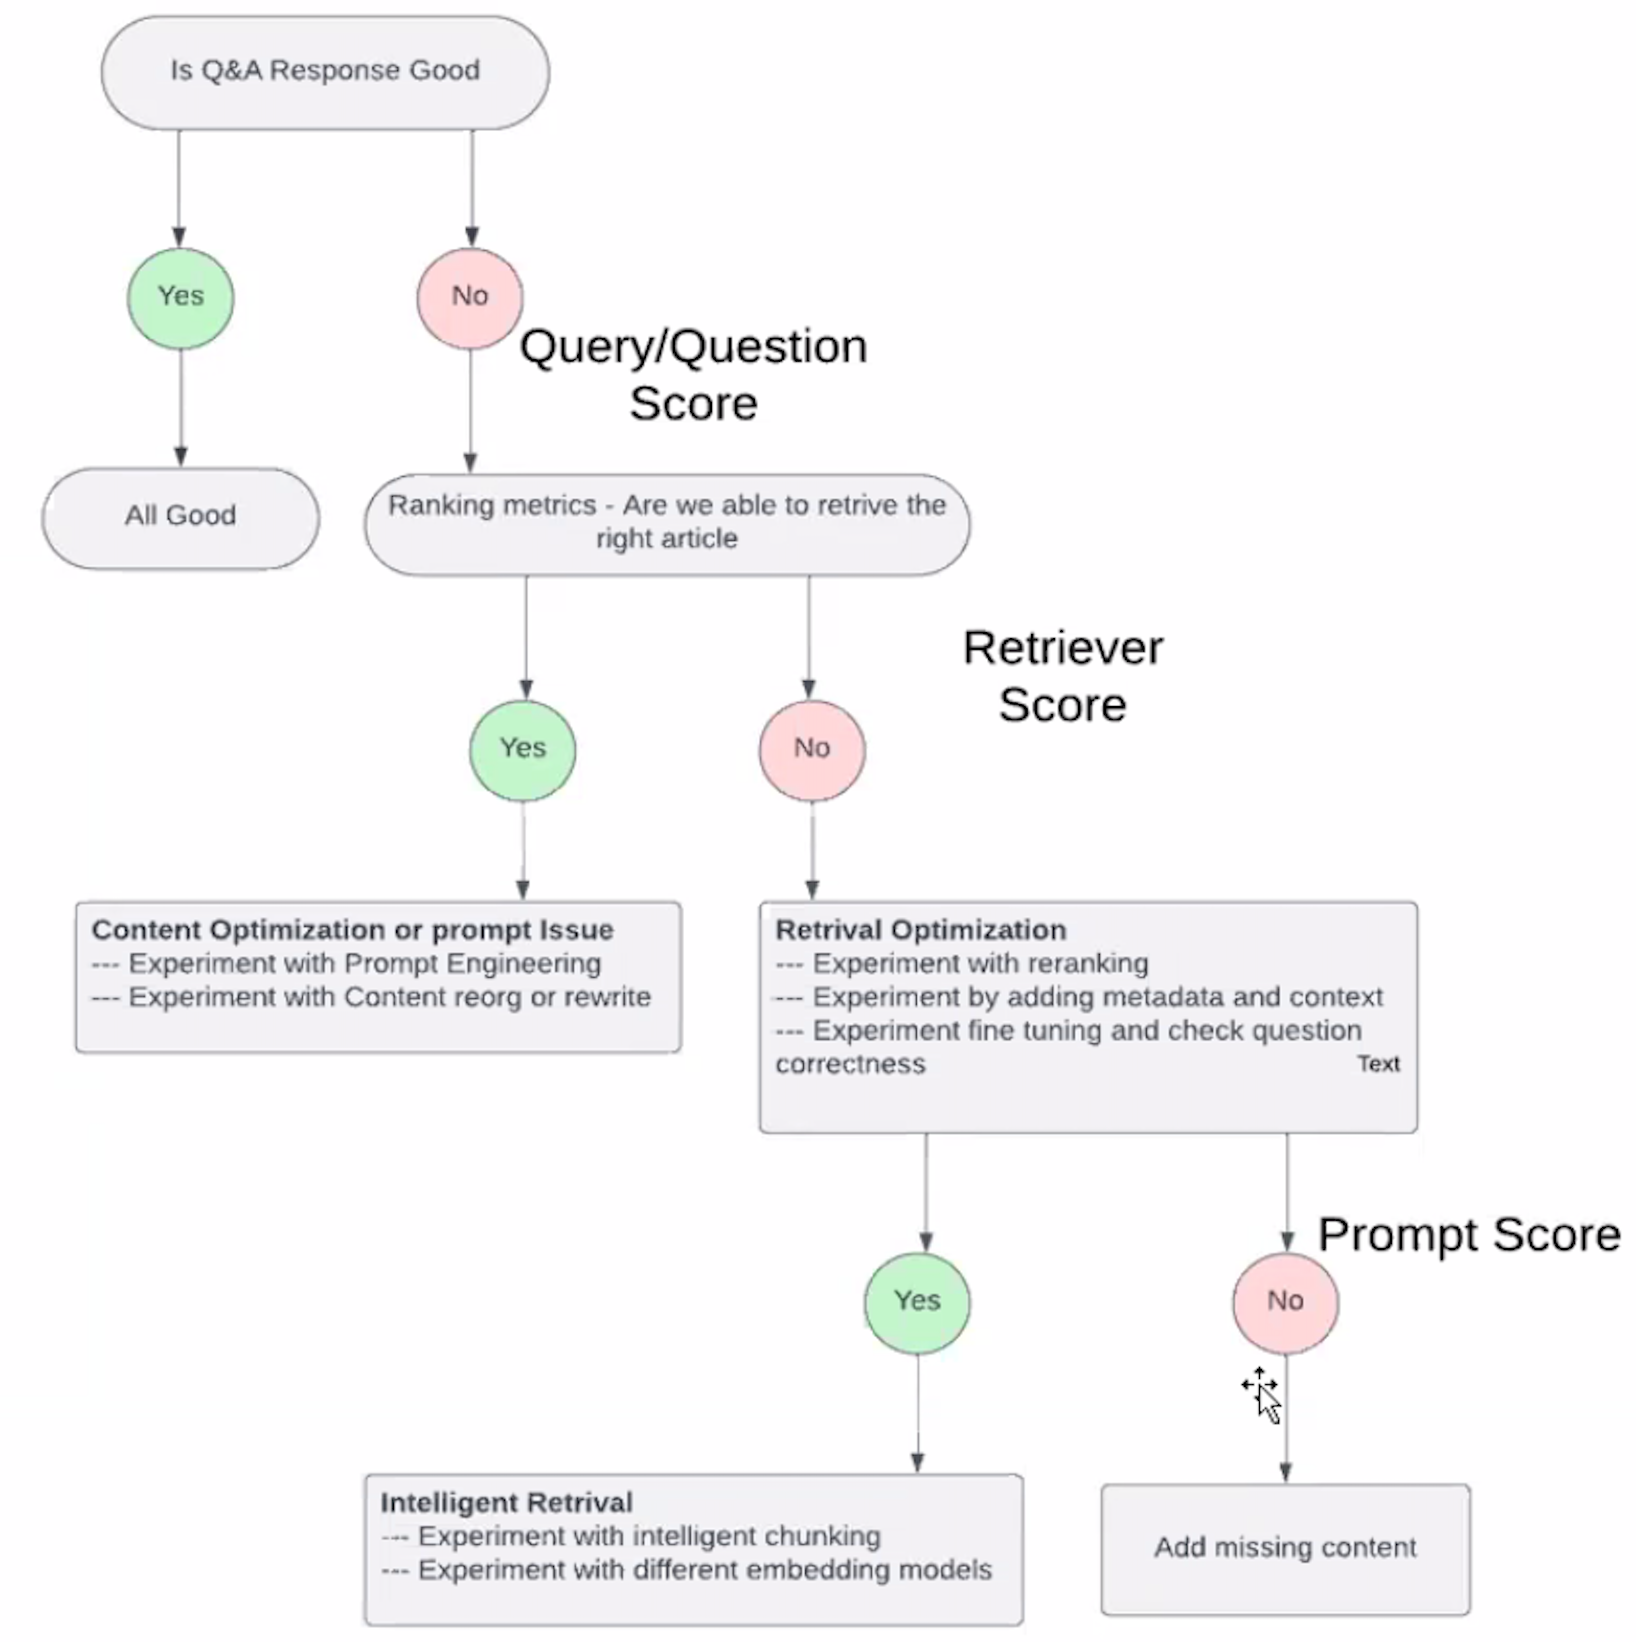 Is Q&A Response Good
Yes
No
Query/Question
Score
All Good
Ranking metrics - Are we able to retrive the
right article
Retriever
Score
Yes
No
Content Optimization or prompt Issue
--- Experiment with Prompt Engineering
--- Experiment with Content reorg or rewrite
Retrival Optimization
--- Experiment with reranking
--- Experiment by adding metadata and context
--- Experiment fine tuning and check question
correctness
Text
Prompt Score
Yes
No
Intelligent Retrival
--- Experiment with intelligent chunking
--- Experiment with different embedding models
Add missing content